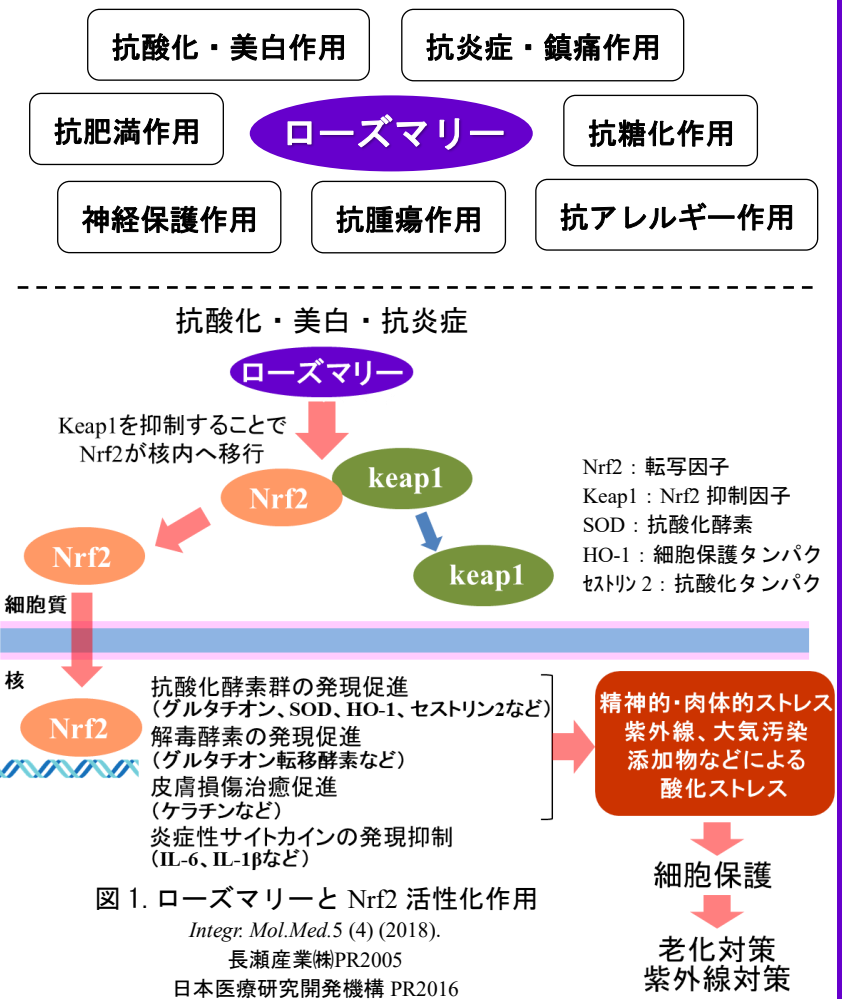 抗酸化・美白作用
抗炎症・鎮痛作用
抗肥満作用
ローズマリー
抗糖化作用
神経保護作用
抗腫瘍作用
抗アレルギー作用
抗酸化・美白・抗炎症
ローズマリー
Keap1を抑制することで
Nrf2が核内へ移行
Nrf2
keap1
Nrf2
keap1
Nrf2：転写因子
Keap1：Nrf2 抑制因子
SOD：抗酸化酵素
HO-1：細胞保護タンパク
ｾｽﾄﾘﾝ 2：抗酸化タンパク
細胞質
核
Nrf2
抗酸化酵素群の発現促進
（グルタチオン、SOD、HO-1、セストリン2など）
解毒酵素の発現促進
（グルタチオン転移酵素など）
皮膚損傷治癒促進
（ケラチンなど）
炎症性サイトカインの発現抑制
（IL-6、IL-1βなど）
精神的・肉体的ストレス
紫外線、大気汚染
添加物などによる
酸化ストレス
細胞保護
老化対策
紫外線対策
図 1. ローズマリーと Nrf2 活性化作用
Integr. Mol.Med.5 (4) (2018).
長瀬産業㈱PR2005
日本医療研究開発機構 PR2016